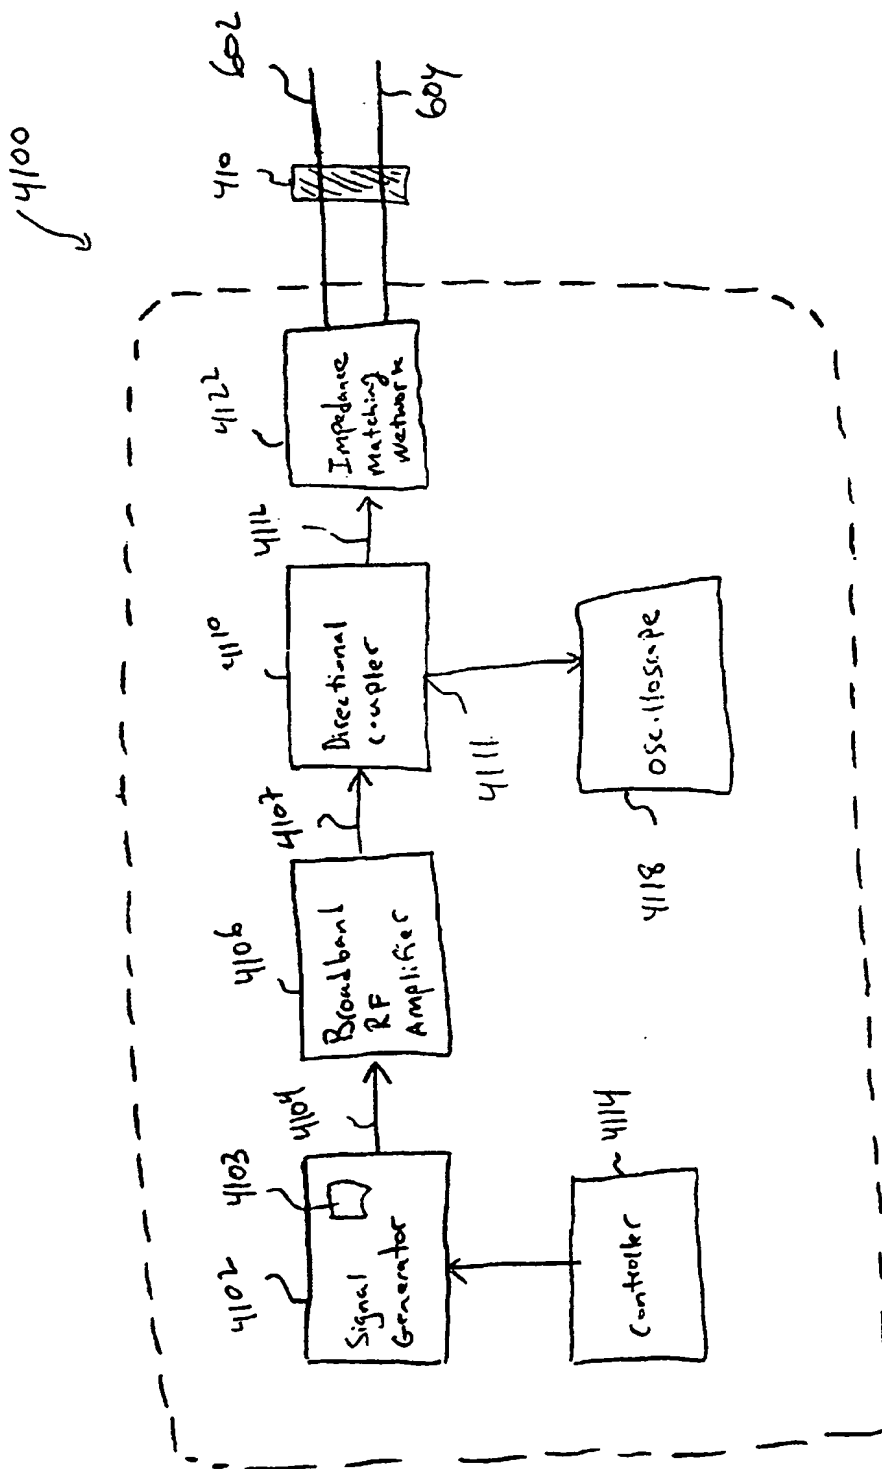 4100
602
410
604
4122
Impedance
Matching
Network
4112
4110
Directional
Coupler
4111
4107
4106
Broadband
RF
Amplifier
4104
4103
4102
Signal
Generator
4114
Controller
4118
Oscilloscope